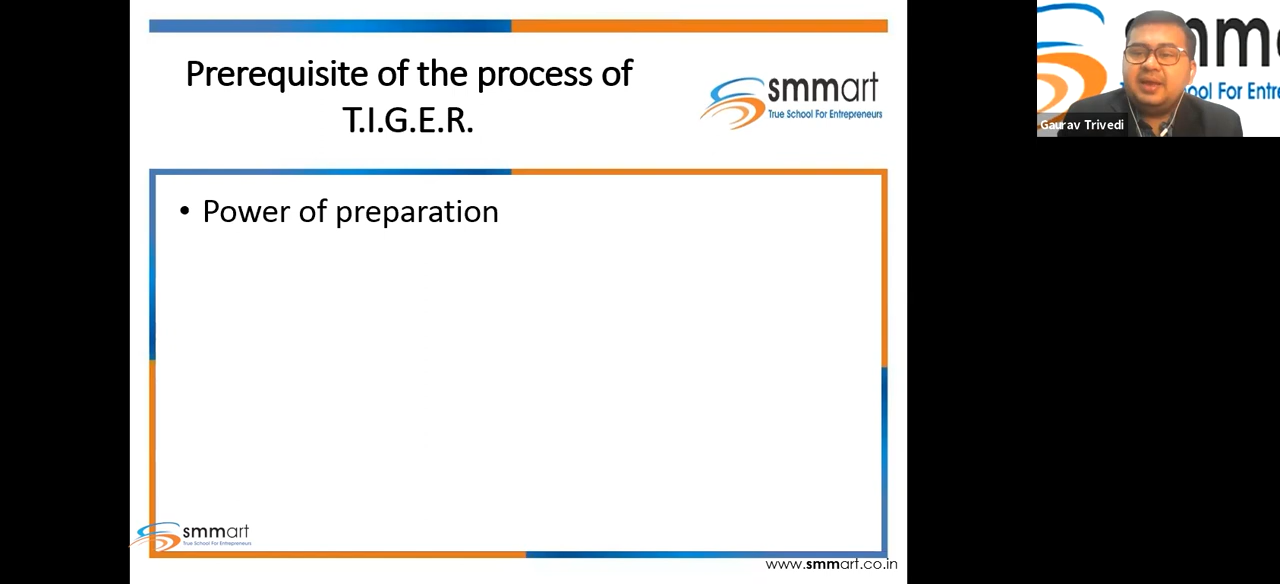 Prerequisite of the process of
T.I.G.E.R.
smmart
True School For Entrepreneurs
• Power of preparation
smmart
True School For Entrepreneurs
www.smmart.co.in
Gaurav Trivedi